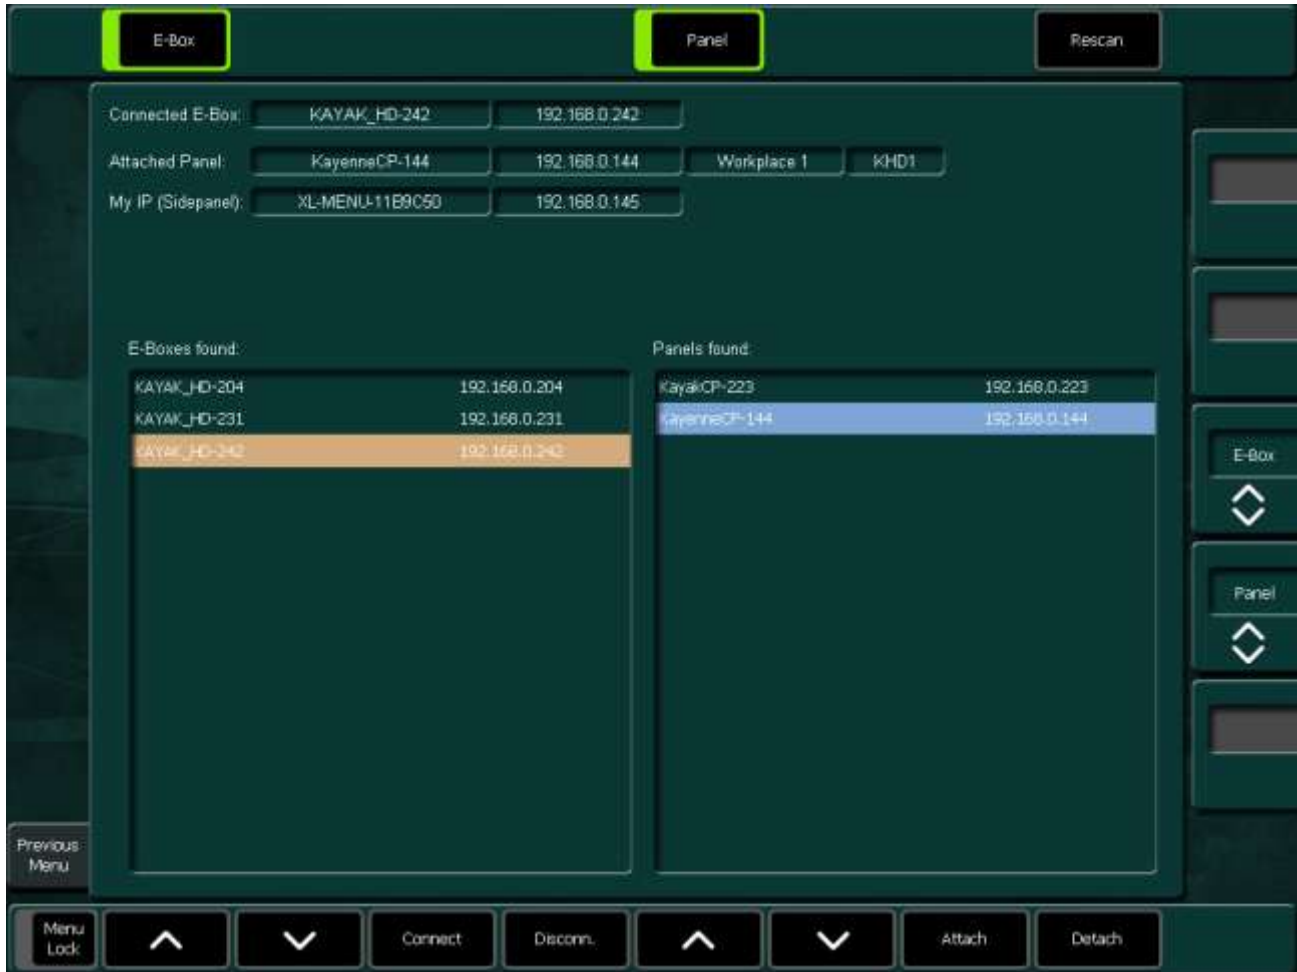 E-Box Panel Rescan
Connected E-Box: KAYAK_HD-242 192.168.0.242
Attached Panel: KayenneCP-144 192.168.0.144 Workplace 1 KHD1
My IP (Sidepanel): XL-MENU-11B9C5D 192.168.0.145
E-Boxes found: Panels found:
KAYAK_HD-204 192.168.0.204 KayakCP-223 192.168.0.223
KAYAK_HD-231 192.168.0.231 KayenneCP-144 192.168.0.144
KAYAK_HD-242 192.168.0.242
E-Box
Panel
Previous
Menu
Menu
Lock Connect Disconn. Attach Detach